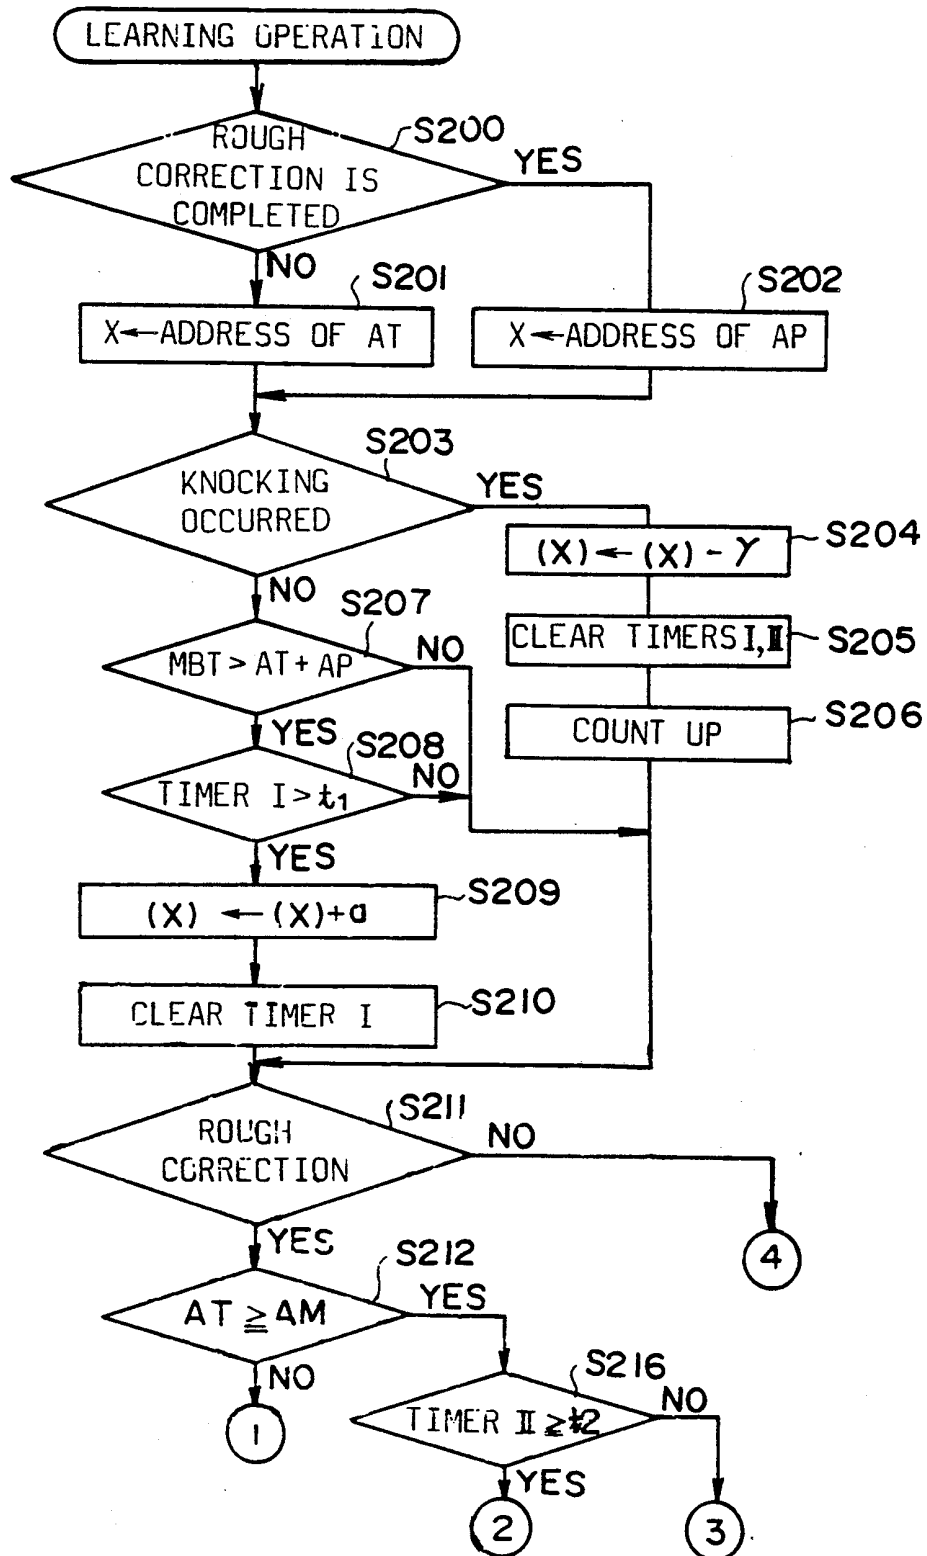 LEARNING OPERATION
S200
ROUGH
CORRECTION IS
COMPLETED
YES
NO
S201
X←ADDRESS OF AT
S202
X←ADDRESS OF AP
S203
KNOCKING
OCCURRED
YES
NO
S204
(X)←(X)-γ
S205
CLEAR TIMERS I,II
S206
COUNT UP
S207
MBT>AT+AP
NO
YES
S208
TIMER I>t1
NO
YES
S209
(X)←(X)+a
S210
CLEAR TIMER I
S211
ROUGH
CORRECTION
NO
YES
4
S212
AT≧AM
YES
NO
1
S216
TIMER II≧t2
NO
YES
2
3